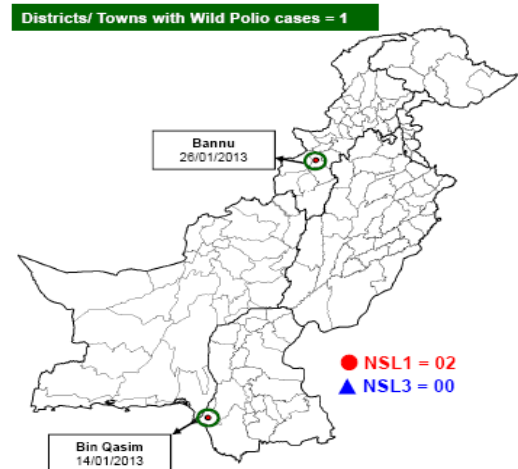 Districts/ Towns with Wild Polio cases = 1
Bannu
26/01/2013
NSL1 = 02
NSL3 = 00
Bin Qasim
14/01/2013